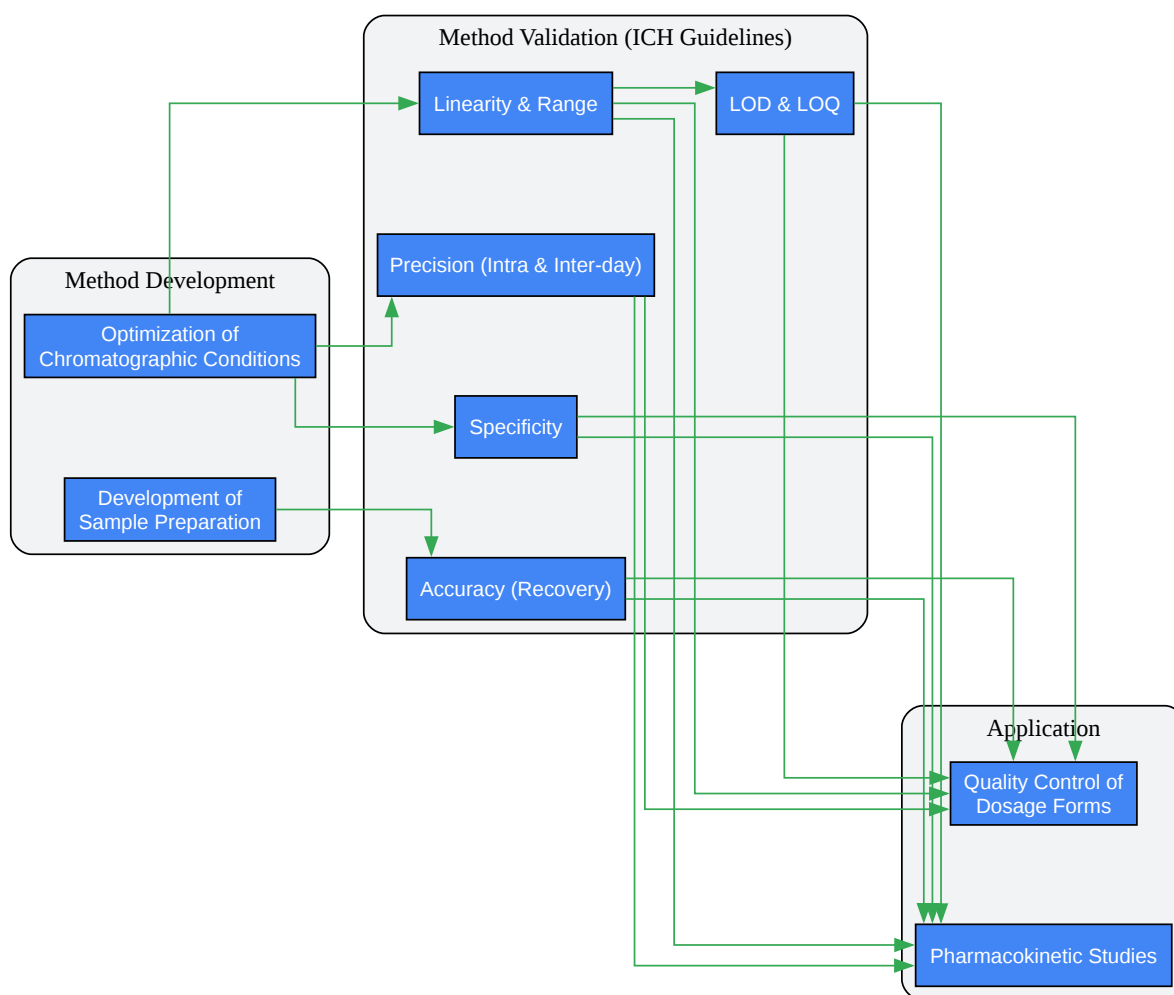 Method Validation (ICH Guidelines)
Linearity & Range
LOD & LOQ
Precision (Intra & Inter-day)
Method Development
Optimization of
Chromatographic Conditions
Specificity
Development of
Sample Preparation
Accuracy (Recovery)
Application
Quality Control of
Dosage Forms
Pharmacokinetic Studies